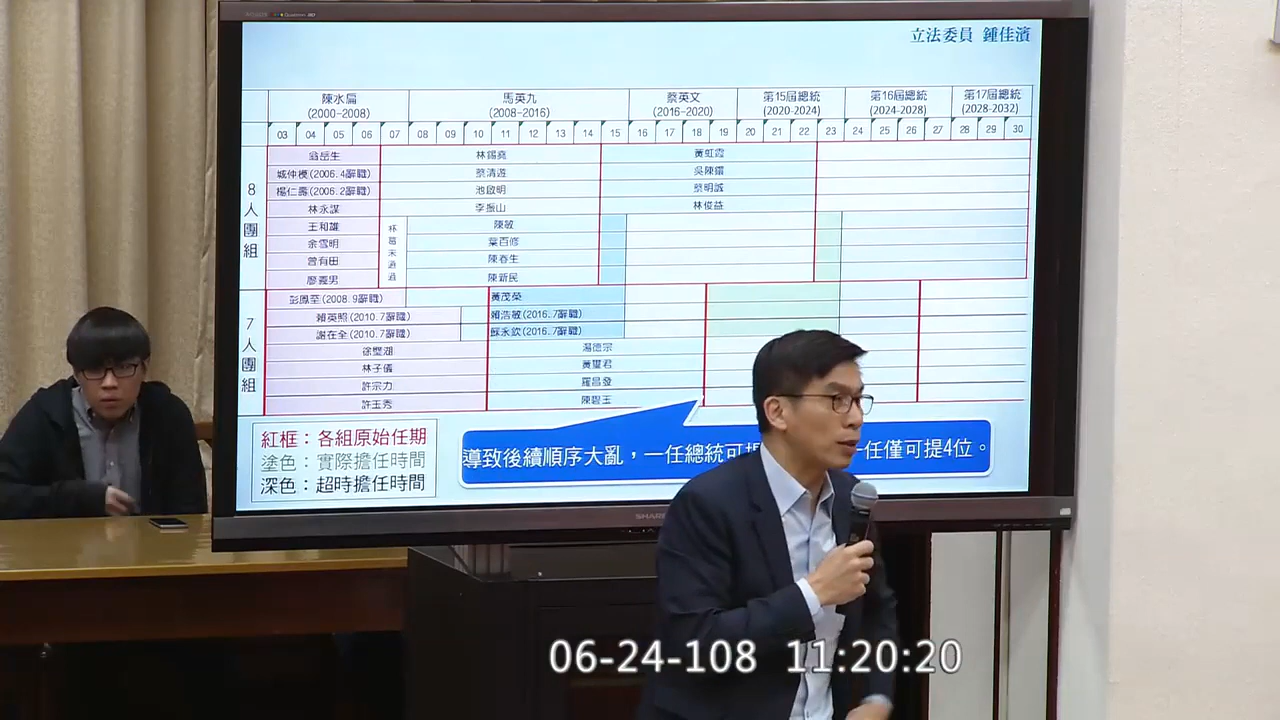 立法委員 鍾佳濱
陳水扁 馬英九 蔡英文 第15屆總統 第16屆總統 第17屆總統
(2000-2008) (2008-2016) (2016-2020) (2020-2024) (2024-2028) (2028-2032)
03 04 05 06 07 08 09 10 11 12 13 14 15 16 17 18 19 20 21 22 23 24 25 26 27 28 29 30
8人團組
翁岳生 林錫堯 黃虹霞
城仲模(2006.4辭職) 蔡清遊 吳陳鐶
楊仁壽(2006.2辭職) 池啟明 蔡明誠
林永謀 李振山 林俊益
王和雄 陳敏
余雪明 葉百修
曾有田 陳春生
廖義男 陳新民
7人團組
彭鳳至(2008.9辭職) 黃茂榮
賴英照(2010.7辭職) 賴浩敏(2016.7辭職)
謝在全(2010.7辭職) 蘇永欽(2016.7辭職)
徐璧湖 湯德宗
林子儀 黃璽君
許宗力 羅昌發
許玉秀 陳碧玉
紅框：各組原始任期
塗色：實際擔任時間
深色：超時擔任時間
導致後續順序大亂，一任總統可 一任僅可提4位。
SHARP
06-24-108 11:20:20